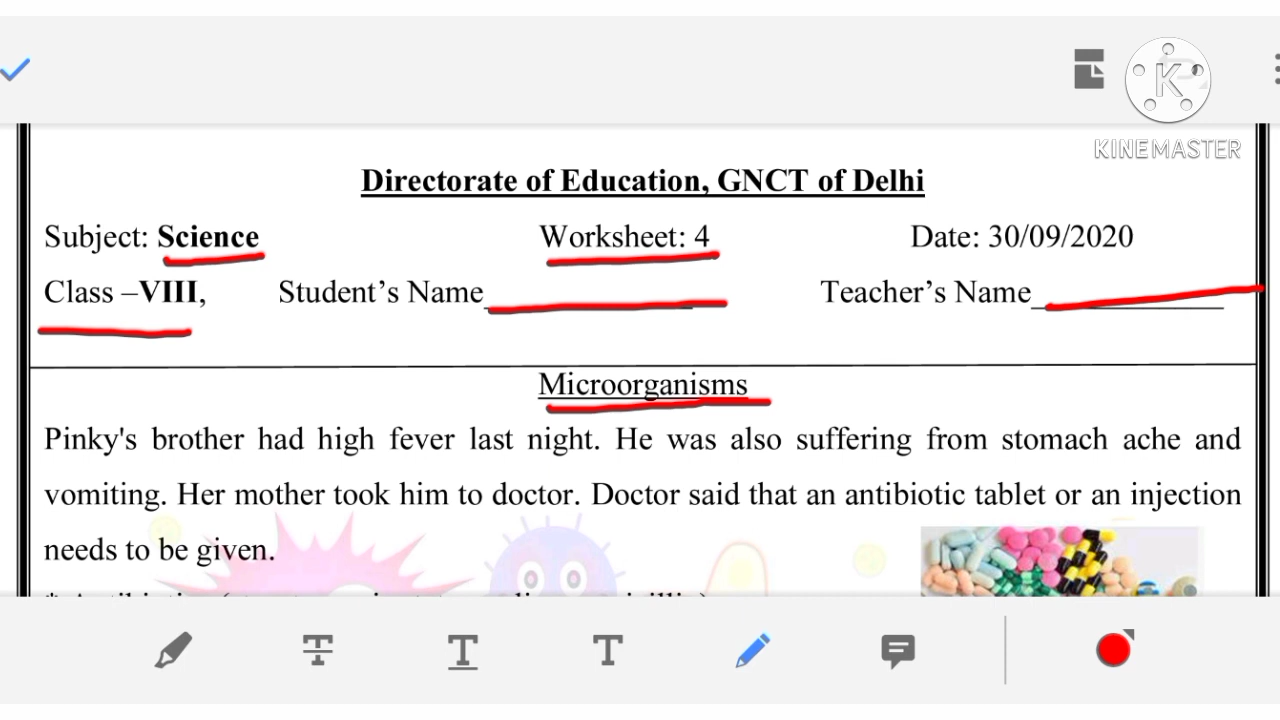 KINEMASTER
Directorate of Education, GNCT of Delhi
Subject: Science Worksheet: 4 Date: 30/09/2020
Class –VIII, Student’s Name Teacher’s Name
Microorganisms
Pinky's brother had high fever last night. He was also suffering from stomach ache and
vomiting. Her mother took him to doctor. Doctor said that an antibiotic tablet or an injection
needs to be given.